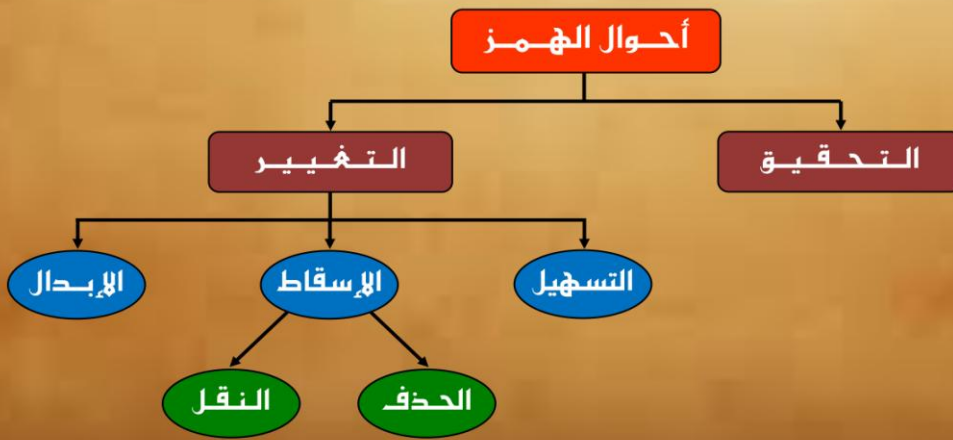 أحوال الهمز
التحقيق
التغيير
التسهيل
الإسقاط
الإبدال
الحذف
النقل